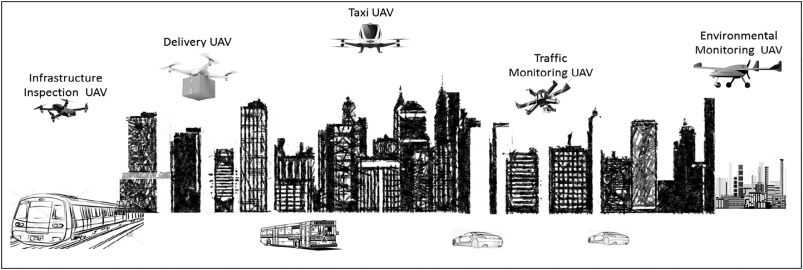 Taxi UAV
Delivery UAV
Environmental
Monitoring UAV
Traffic
Monitoring UAV
Infrastructure
Inspection UAV